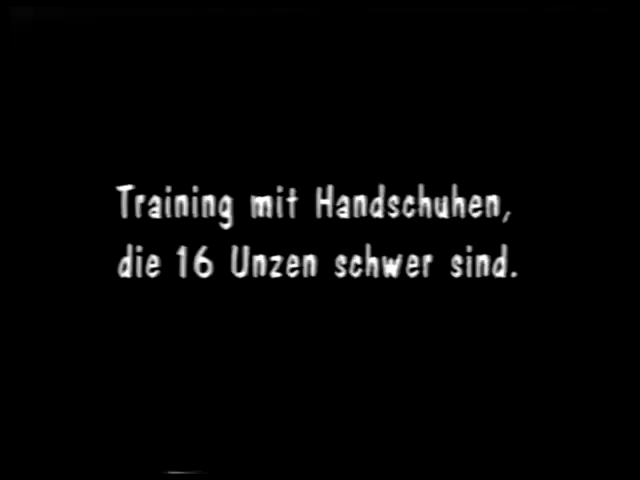 Training mit Handschuhen,
die 16 Unzen schwer sind.